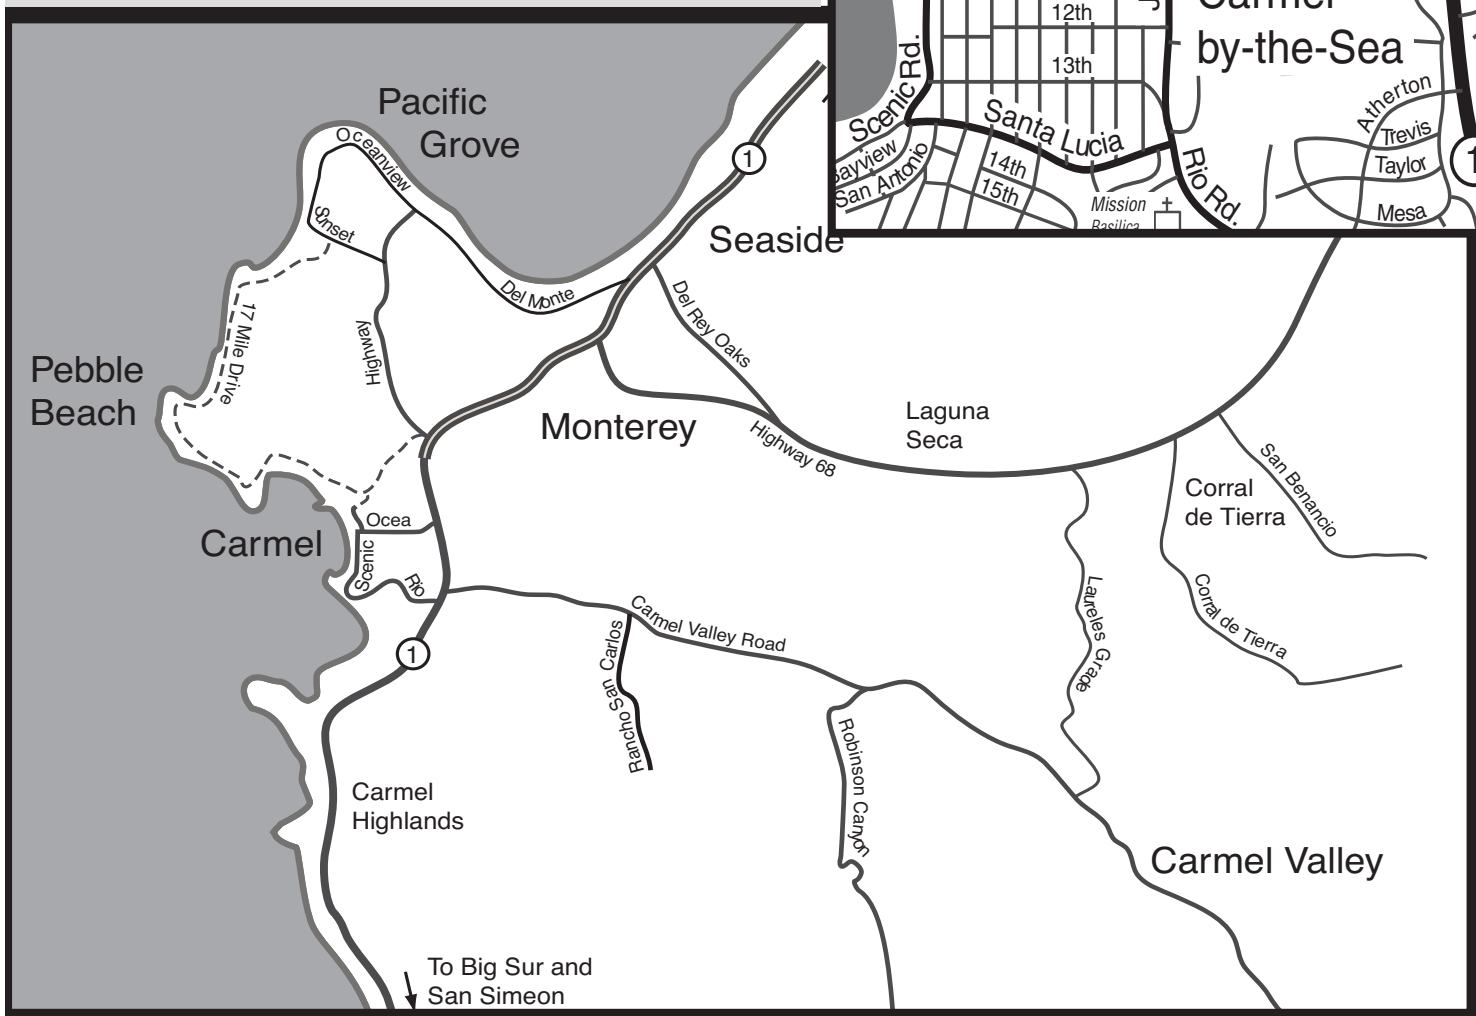 Carmel
by-the-Sea
12th
13th
Scenic Rd.
Santa Lucia
Bayview
San Antonio
14th
15th
Mission
Basilica
Rio Rd.
Atherton
Trevis
Taylor
Mesa
1
Pacific
Grove
Oceanview
Sunset
1
Seaside
Del Monte
Del Rey Oaks
17 Mile Drive
Highway
Pebble
Beach
Monterey
Highway 68
Laguna
Seca
San Benancio
Corral
de Tierra
Carmel
Ocea
Scenic
Rio
Corral de Tierra
Laureles Grade
Carmel Valley Road
Rancho San Carlos
1
Robinson Canyon
Carmel
Highlands
Carmel Valley
To Big Sur and
San Simeon